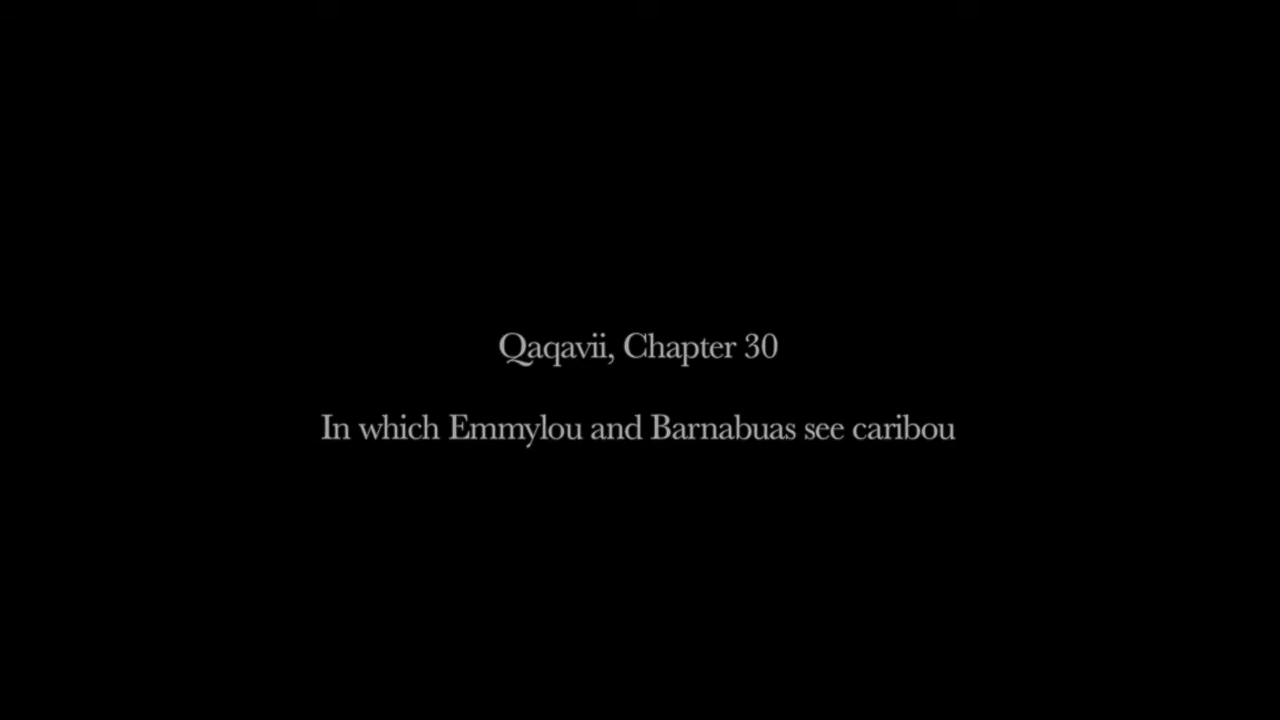 Qaqavii, Chapter 30
In which Emmylou and Barnabuas see caribou